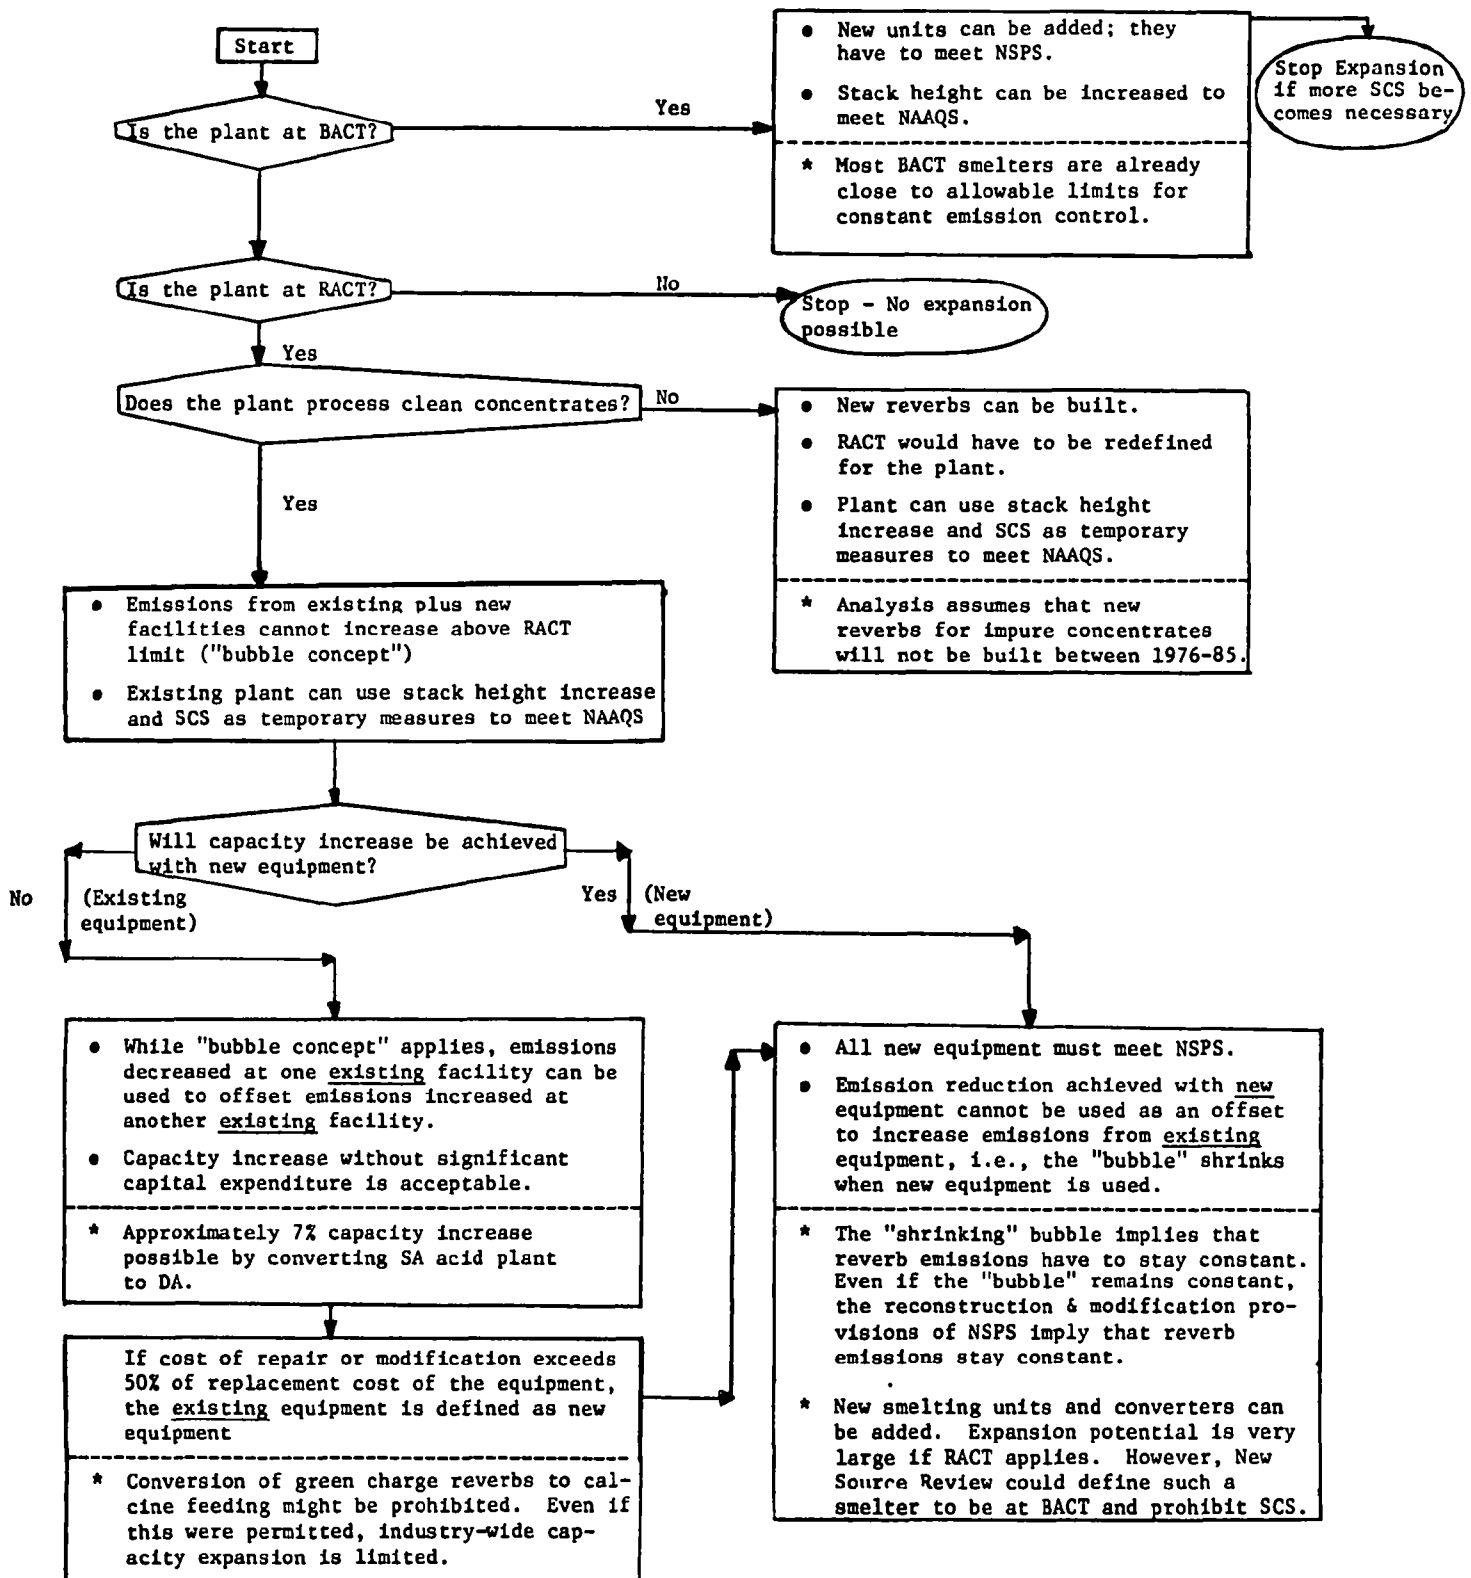 Start
Is the plant at BACT?
Yes
● New units can be added; they
have to meet NSPS.
● Stack height can be increased to
meet NAAQS.
* Most BACT smelters are already
close to allowable limits for
constant emission control.
Stop Expansion
if more SCS be-
comes necessary
Is the plant at RACT?
No
Stop - No expansion
possible
Yes
Does the plant process clean concentrates?
No
● New reverbs can be built.
● RACT would have to be redefined
for the plant.
● Plant can use stack height
increase and SCS as temporary
measures to meet NAAQS.
* Analysis assumes that new
reverbs for impure concentrates
will not be built between 1976-85.
Yes
● Emissions from existing plus new
facilities cannot increase above RACT
limit ("bubble concept")
● Existing plant can use stack height increase
and SCS as temporary measures to meet NAAQS
Will capacity increase be achieved
with new equipment?
No
(Existing
equipment)
Yes
(New
equipment)
● While "bubble concept" applies, emissions
decreased at one existing facility can be
used to offset emissions increased at
another existing facility.
● Capacity increase without significant
capital expenditure is acceptable.
* Approximately 7% capacity increase
possible by converting SA acid plant
to DA.
If cost of repair or modification exceeds
50% of replacement cost of the equipment,
the existing equipment is defined as new
equipment
* Conversion of green charge reverbs to cal-
cine feeding might be prohibited. Even if
this were permitted, industry-wide cap-
acity expansion is limited.
● All new equipment must meet NSPS.
● Emission reduction achieved with new
equipment cannot be used as an offset
to increase emissions from existing
equipment, i.e., the "bubble" shrinks
when new equipment is used.
* The "shrinking" bubble implies that
reverb emissions have to stay constant.
Even if the "bubble" remains constant,
the reconstruction & modification pro-
visions of NSPS imply that reverb
emissions stay constant.
* New smelting units and converters can
be added. Expansion potential is very
large if RACT applies. However, New
Source Review could define such a
smelter to be at BACT and prohibit SCS.